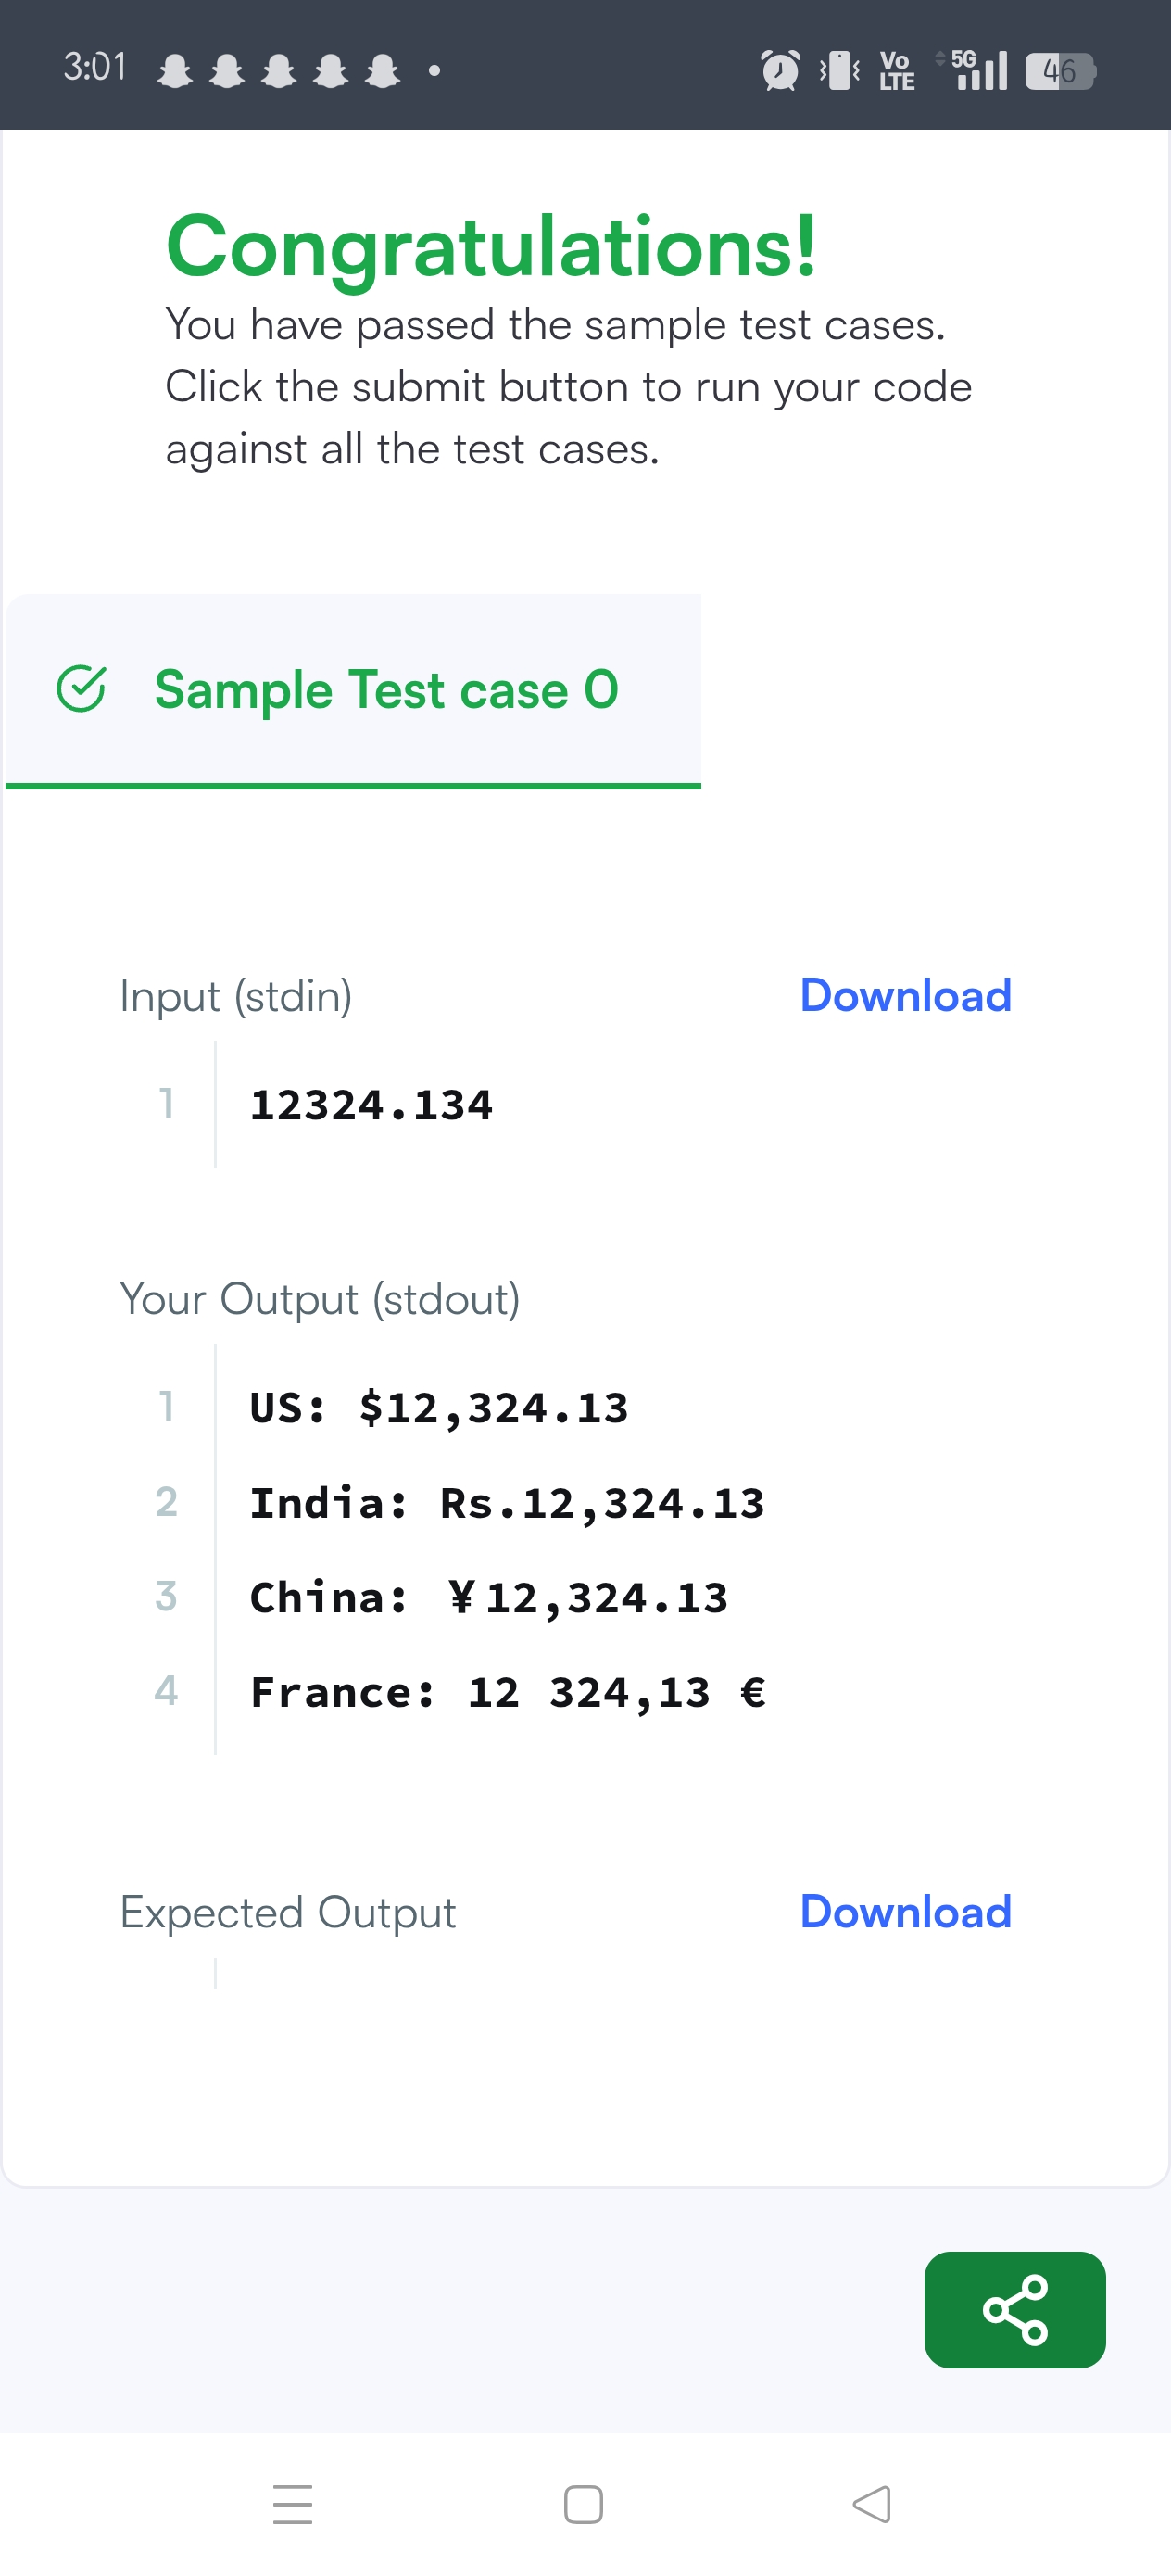 3:01
Vo LTE 5G 46
Congratulations!
You have passed the sample test cases.
Click the submit button to run your code
against all the test cases.
Sample Test case 0
Input (stdin) Download
1 12324.134
Your Output (stdout)
1 US: $12,324.13
2 India: Rs.12,324.13
3 China: ¥12,324.13
4 France: 12 324,13 €
Expected Output Download